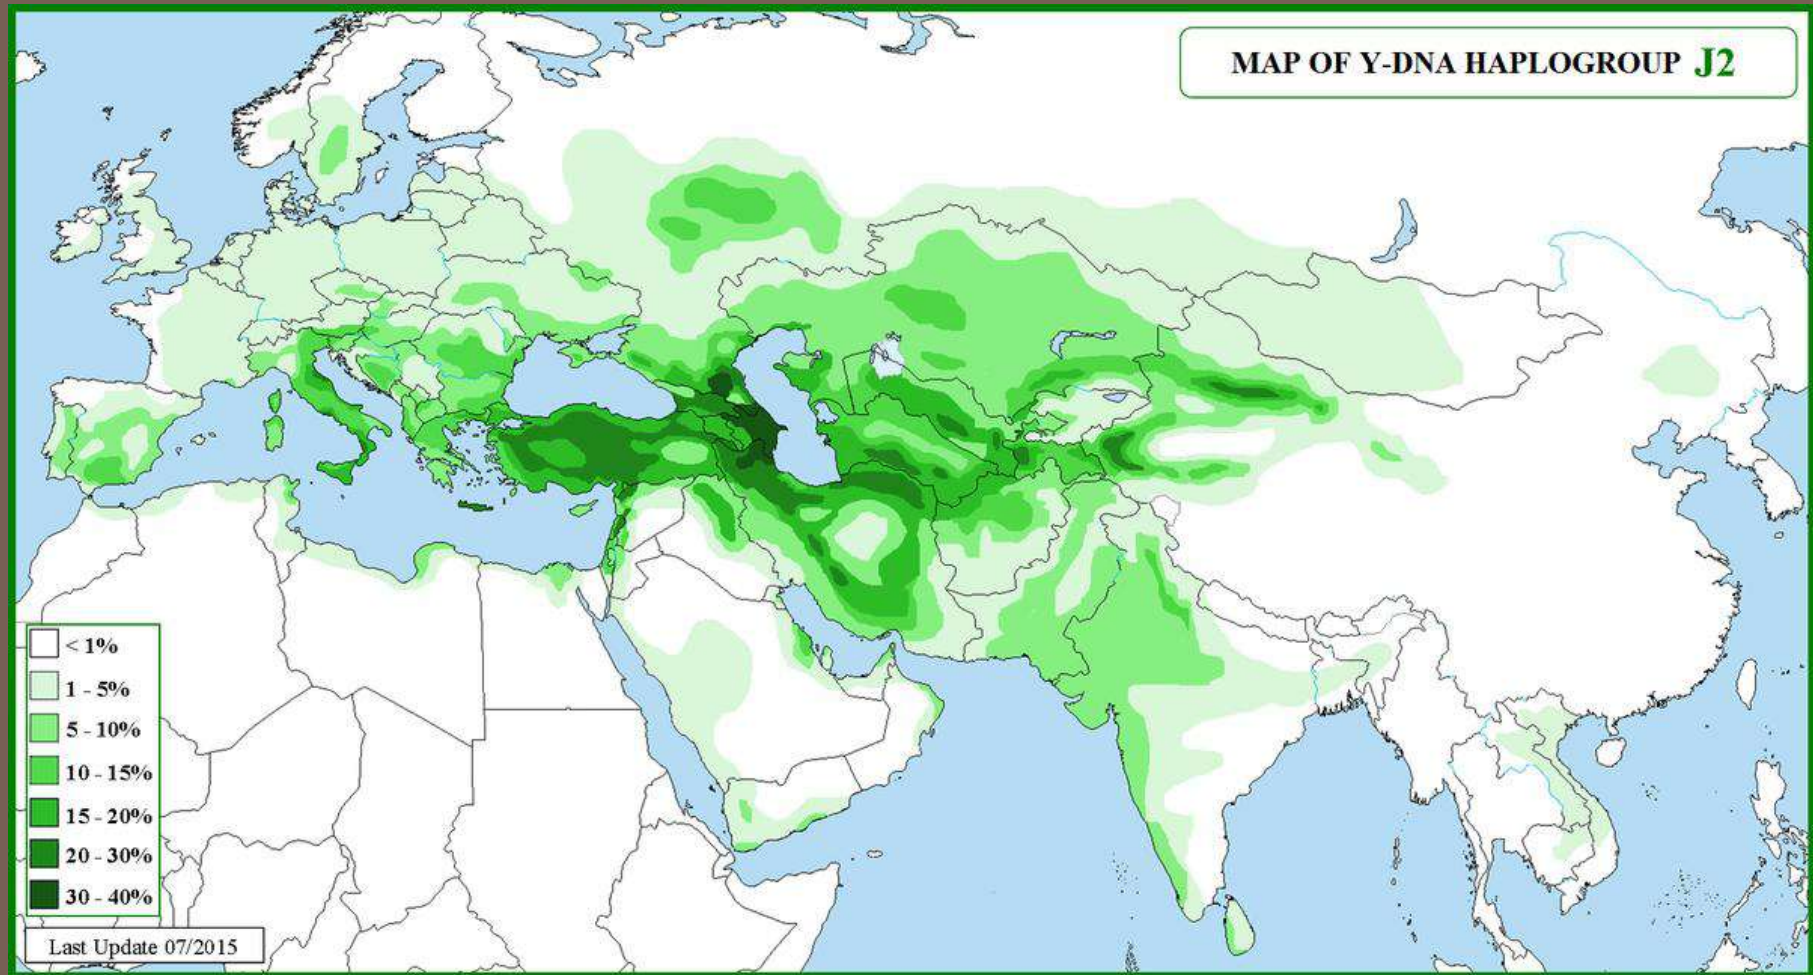 MAP OF Y-DNA HAPLOGROUP J2
< 1%
1 - 5%
5 - 10%
10 - 15%
15 - 20%
20 - 30%
30 - 40%
Last Update 07/2015